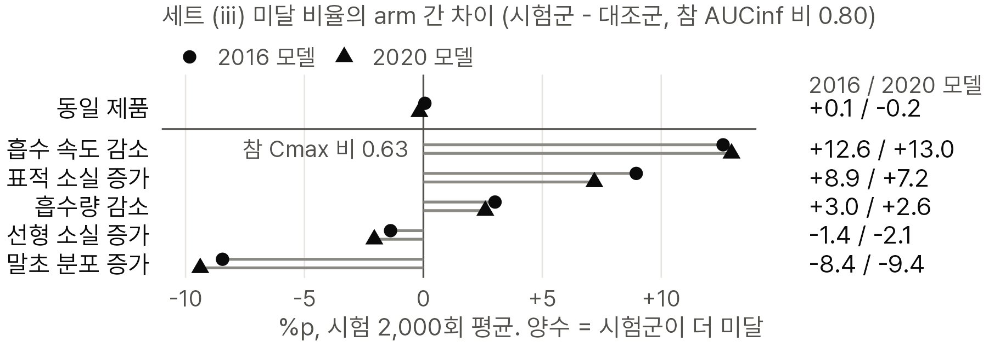 세트 (iii) 미달 비율의 arm 간 차이 (시험군 - 대조군, 참 AUCinf 비 0.80)
2016 모델 2020 모델
2016 / 2020 모델
동일 제품 +0.1 / -0.2
흡수 속도 감소 참 Cmax 비 0.63 +12.6 / +13.0
표적 소실 증가 +8.9 / +7.2
흡수량 감소 +3.0 / +2.6
선형 소실 증가 -1.4 / -2.1
말초 분포 증가 -8.4 / -9.4
-10 -5 0 +5 +10
%p, 시험 2,000회 평균. 양수 = 시험군이 더 미달